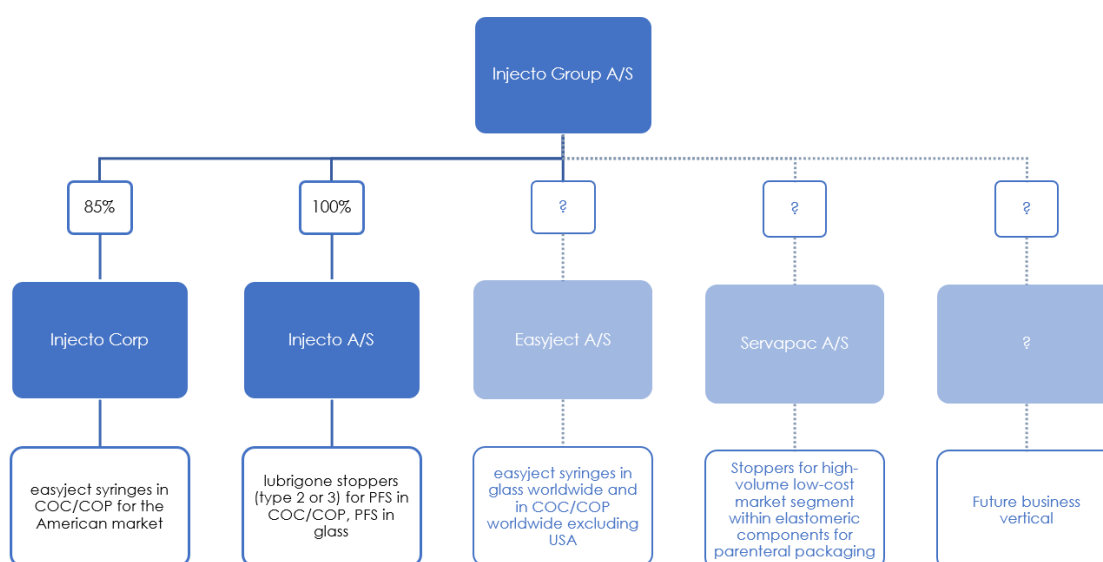 Injecto Group A/S
85%
100%
?
?
?
Injecto Corp
Injecto A/S
Easyject A/S
Servapac A/S
?
easyject syringes in
COC/COP for the
American market
lubrigone stoppers
(type 2 or 3) for PFS in
COC/COP, PFS in
glass
easyject syringes in
glass worldwide and
in COC/COP
worldwide excluding
USA
Stoppers for high-
volume low-cost
market segment
within elastomeric
components for
parenteral packaging
Future business
vertical